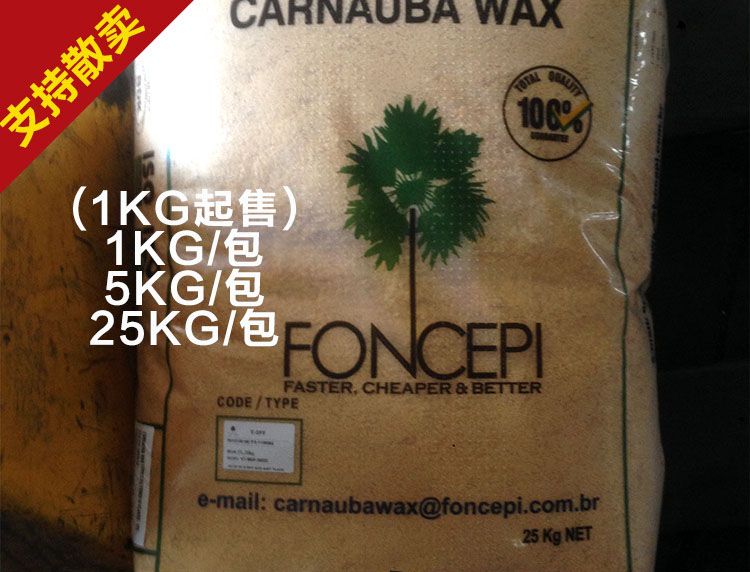 CARNAUBA WAX
支持散卖
TOTAL QUALITY
100%
GUARANTEE
（1KG起售）
1KG/包
5KG/包
25KG/包
FONCEPI
FASTER, CHEAPER & BETTER
CODE / TYPE
e-mail: carnaubawax@foncepi.com.br
25 Kg NET